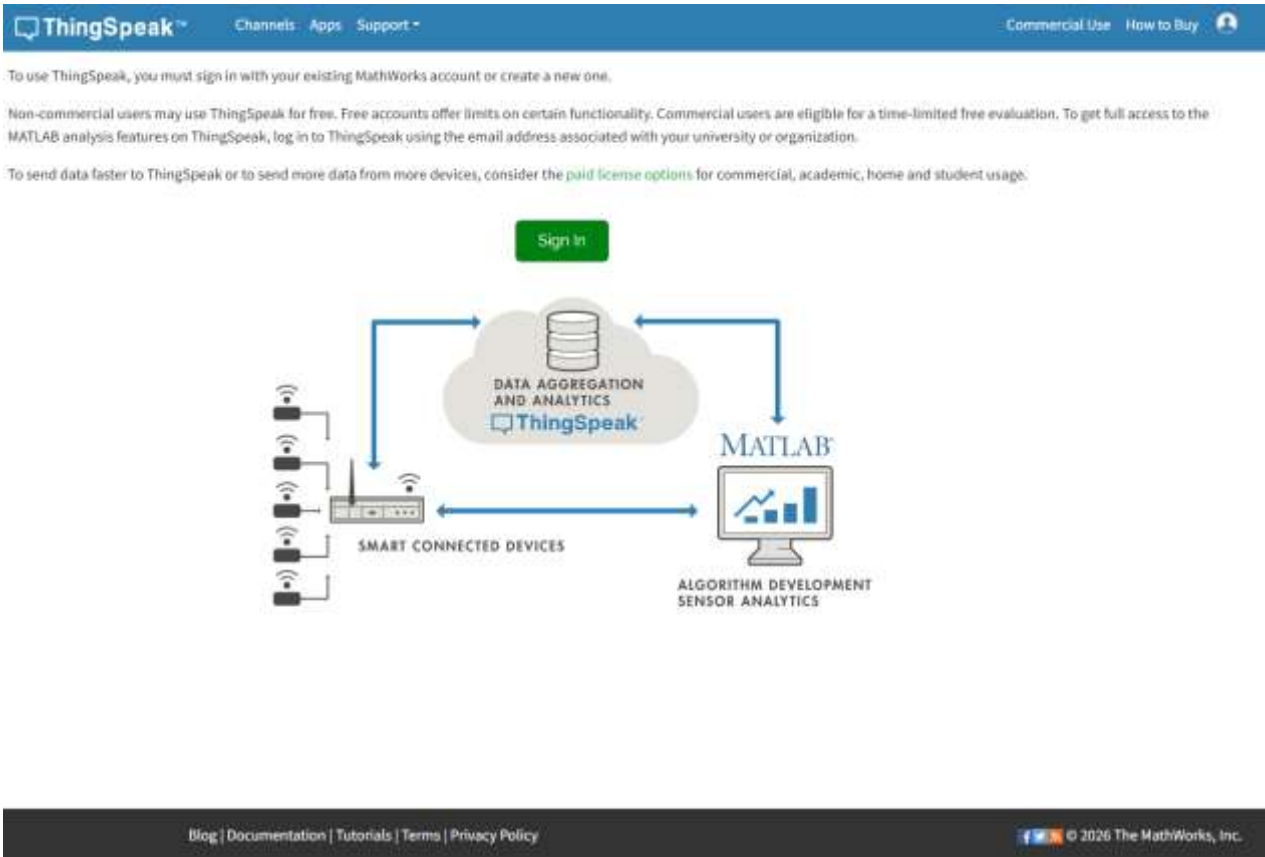 ThingSpeak™ Channels Apps Support Commercial Use How to Buy
To use ThingSpeak, you must sign in with your existing MathWorks account or create a new one.
Non-commercial users may use ThingSpeak for free. Free accounts offer limits on certain functionality. Commercial users are eligible for a time-limited free evaluation. To get full access to the
MATLAB analysis features on ThingSpeak, log in to ThingSpeak using the email address associated with your university or organization.
To send data faster to ThingSpeak or to send more data from more devices, consider the paid license options for commercial, academic, home and student usage.
Sign In
DATA AGGREGATION
AND ANALYTICS
ThingSpeak
MATLAB
SMART CONNECTED DEVICES
ALGORITHM DEVELOPMENT
SENSOR ANALYTICS
Blog | Documentation | Tutorials | Terms | Privacy Policy © 2026 The MathWorks, Inc.